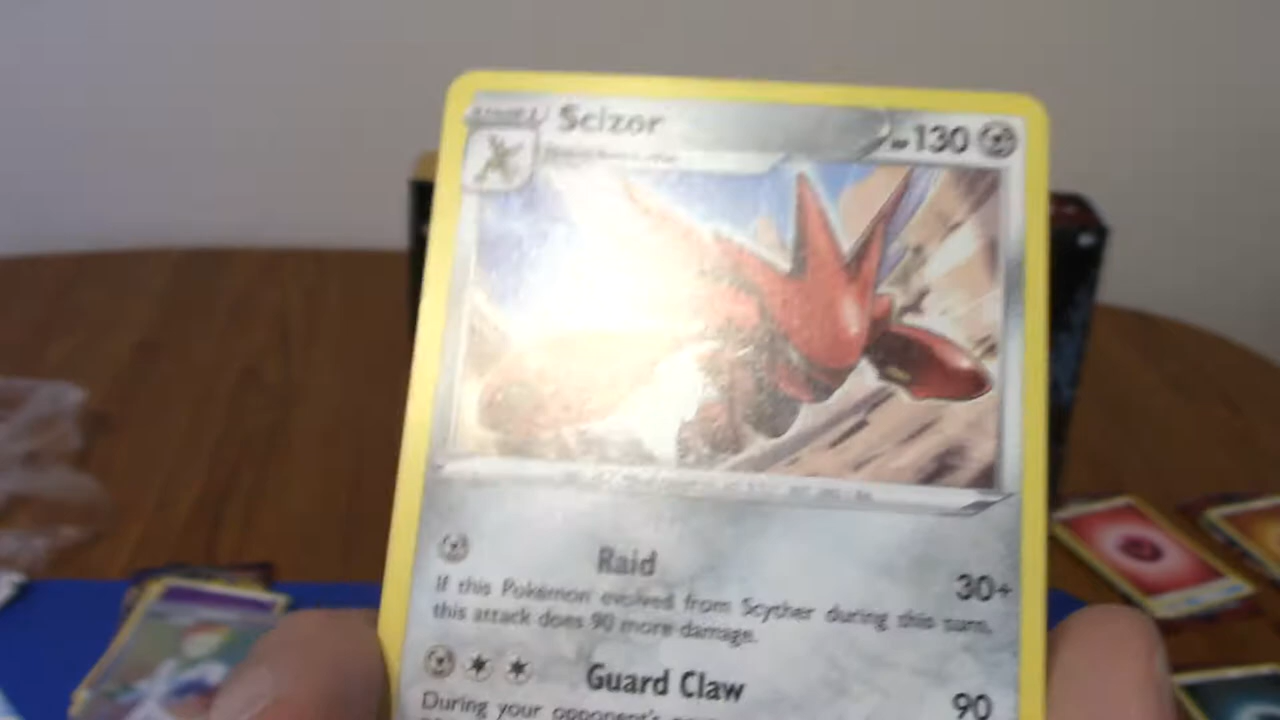 Scizor
130
Raid
30+
If this Pokémon evolved from Scyther during this turn,
this attack does 90 more damage.
Guard Claw
90
During your opponent's